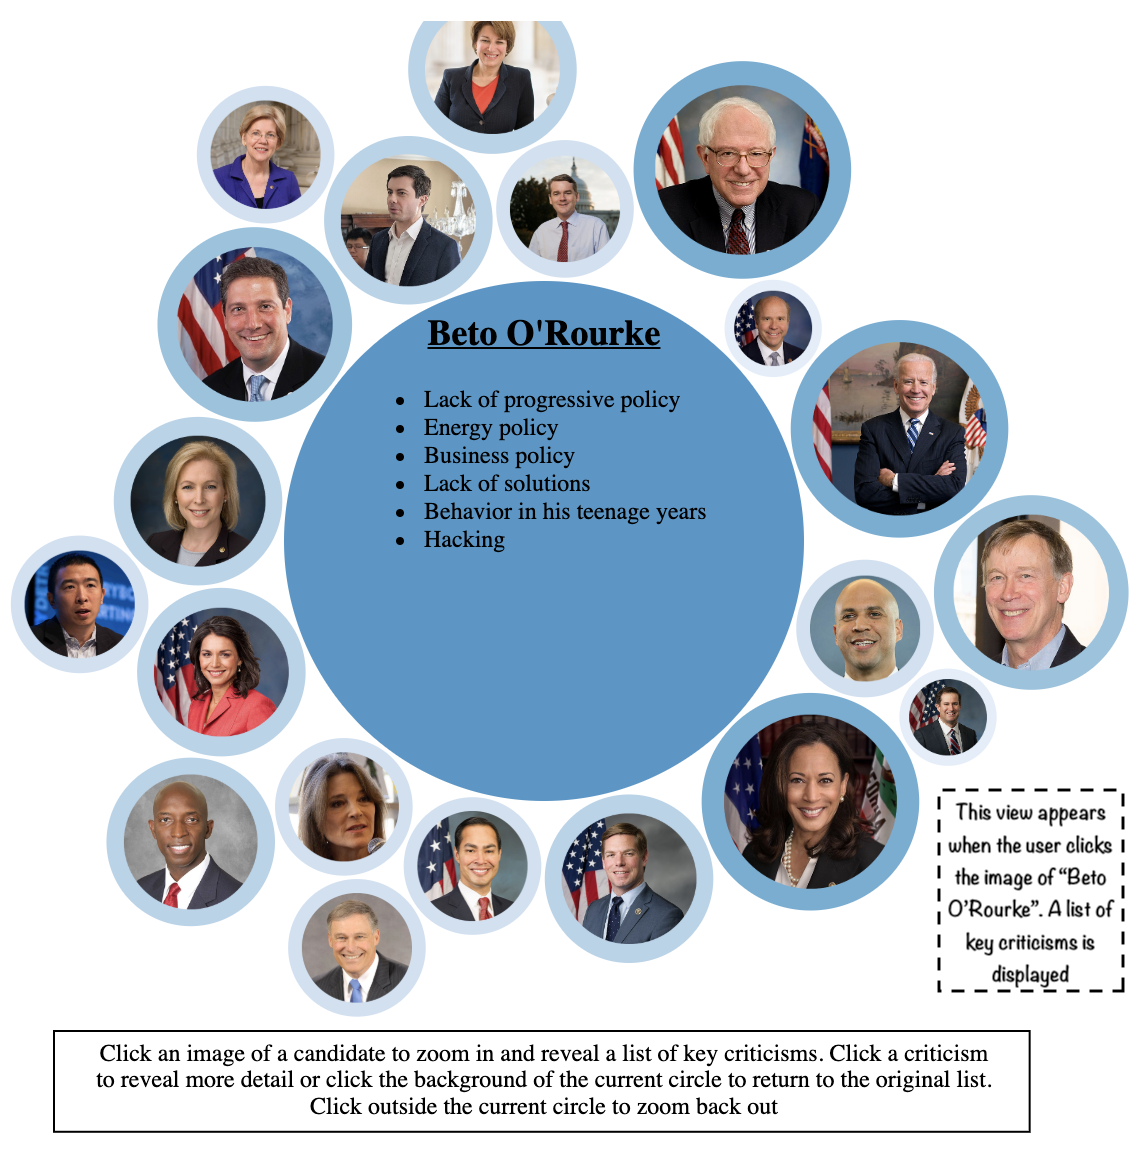 Beto O'Rourke
• Lack of progressive policy
• Energy policy
• Business policy
• Lack of solutions
• Behavior in his teenage years
• Hacking
This view appears
when the user clicks
the image of “Beto
O’Rourke”. A list of
key criticisms is
displayed
Click an image of a candidate to zoom in and reveal a list of key criticisms. Click a criticism
to reveal more detail or click the background of the current circle to return to the original list.
Click outside the current circle to zoom back out